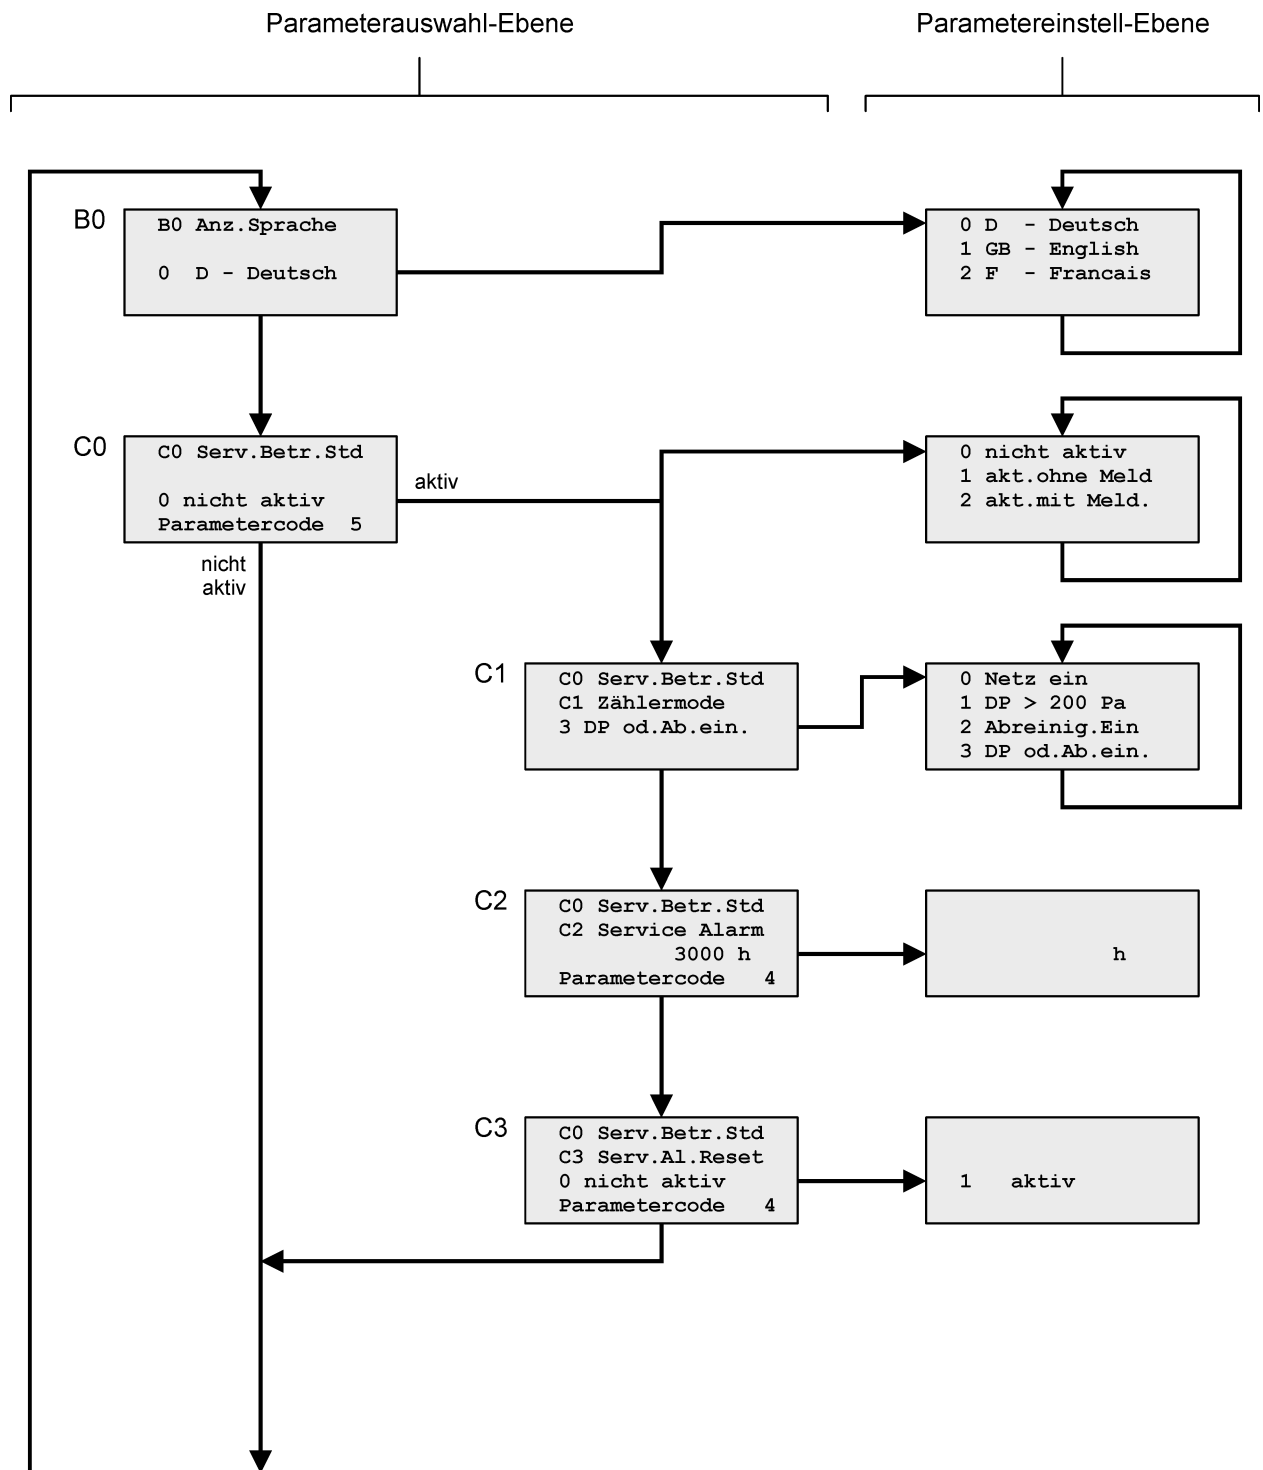 Parameterauswahl-Ebene
Parametereinstell-Ebene
B0
B0 Anz.Sprache
0 D - Deutsch
0 D - Deutsch
1 GB - English
2 F - Francais
C0
C0 Serv.Betr.Std
0 nicht aktiv
Parametercode 5
aktiv
nicht
aktiv
0 nicht aktiv
1 akt.ohne Meld
2 akt.mit Meld.
C1
C0 Serv.Betr.Std
C1 Zählermode
3 DP od.Ab.ein.
0 Netz ein
1 DP > 200 Pa
2 Abreinig.Ein
3 DP od.Ab.ein.
C2
C0 Serv.Betr.Std
C2 Service Alarm
3000 h
Parametercode 4
h
C3
C0 Serv.Betr.Std
C3 Serv.Al.Reset
0 nicht aktiv
Parametercode 4
1 aktiv